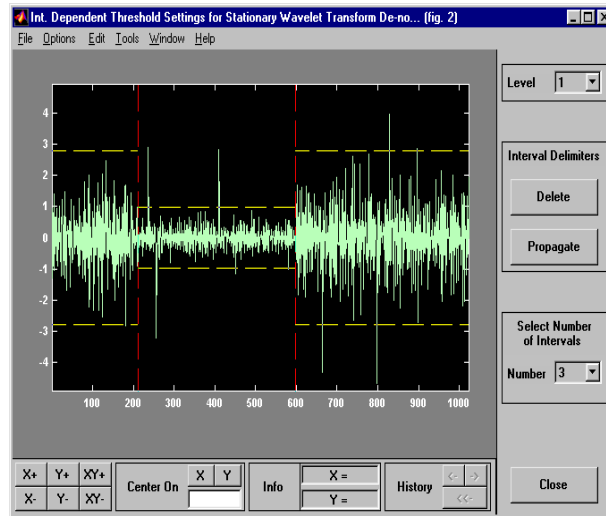 Int. Dependent Threshold Settings for Stationary Wavelet Transform De-no... (fig. 2)
File Options Edit Tools Window Help
Level 1
4
3
2
1
0
-1
-2
-3
-4
100 200 300 400 500 600 700 800 900 1000
Interval Delimiters
Delete
Propagate
Select Number
of Intervals
Number 3
X+ Y+ XY+
X- Y- XY-
Center On X Y
Info X =
Y =
History <- ->
<<-
Close